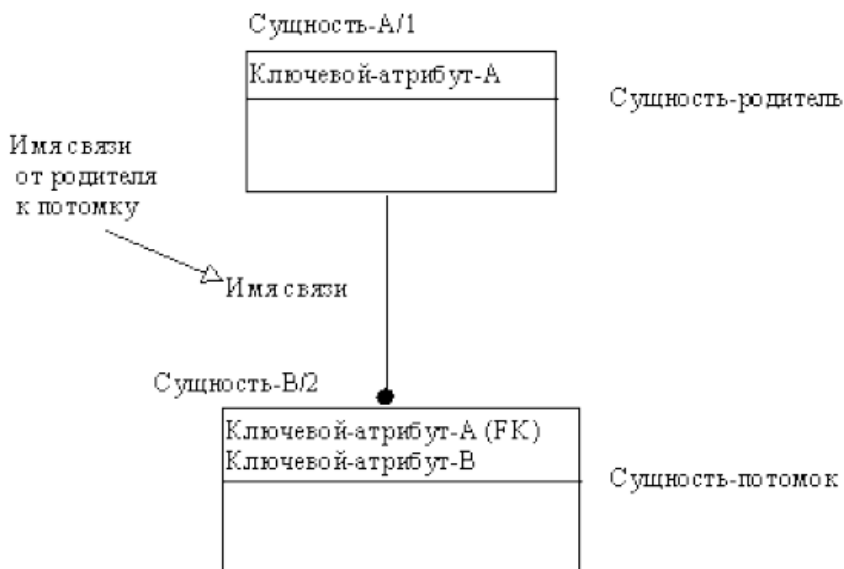 Сущность-А/1
Ключевой-атрибут-А
Сущность-родитель
Имя связи
от родителя
к потомку
Имя связи
Сущность-В/2
Ключевой-атрибут-А (FK)
Ключевой-атрибут-В
Сущность-потомок